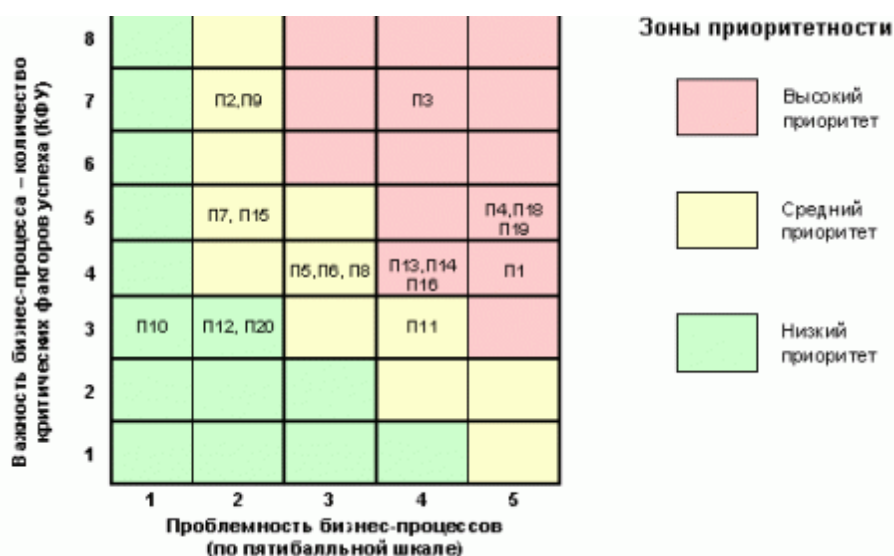 Важность бизнес-процесса – количество
критических факторов успеха (КФУ)
8
7
П2,П9
П3
6
5
П7, П15
П4,П18
П19
4
П5,П6, П8
П13,П14
П16
П1
3
П10
П12, П20
П11
2
1
1 2 3 4 5
Проблемность бизнес-процессов
(по пятибалльной шкале)
Зоны приоритетности
Высокий
приоритет
Средний
приоритет
Низкий
приоритет